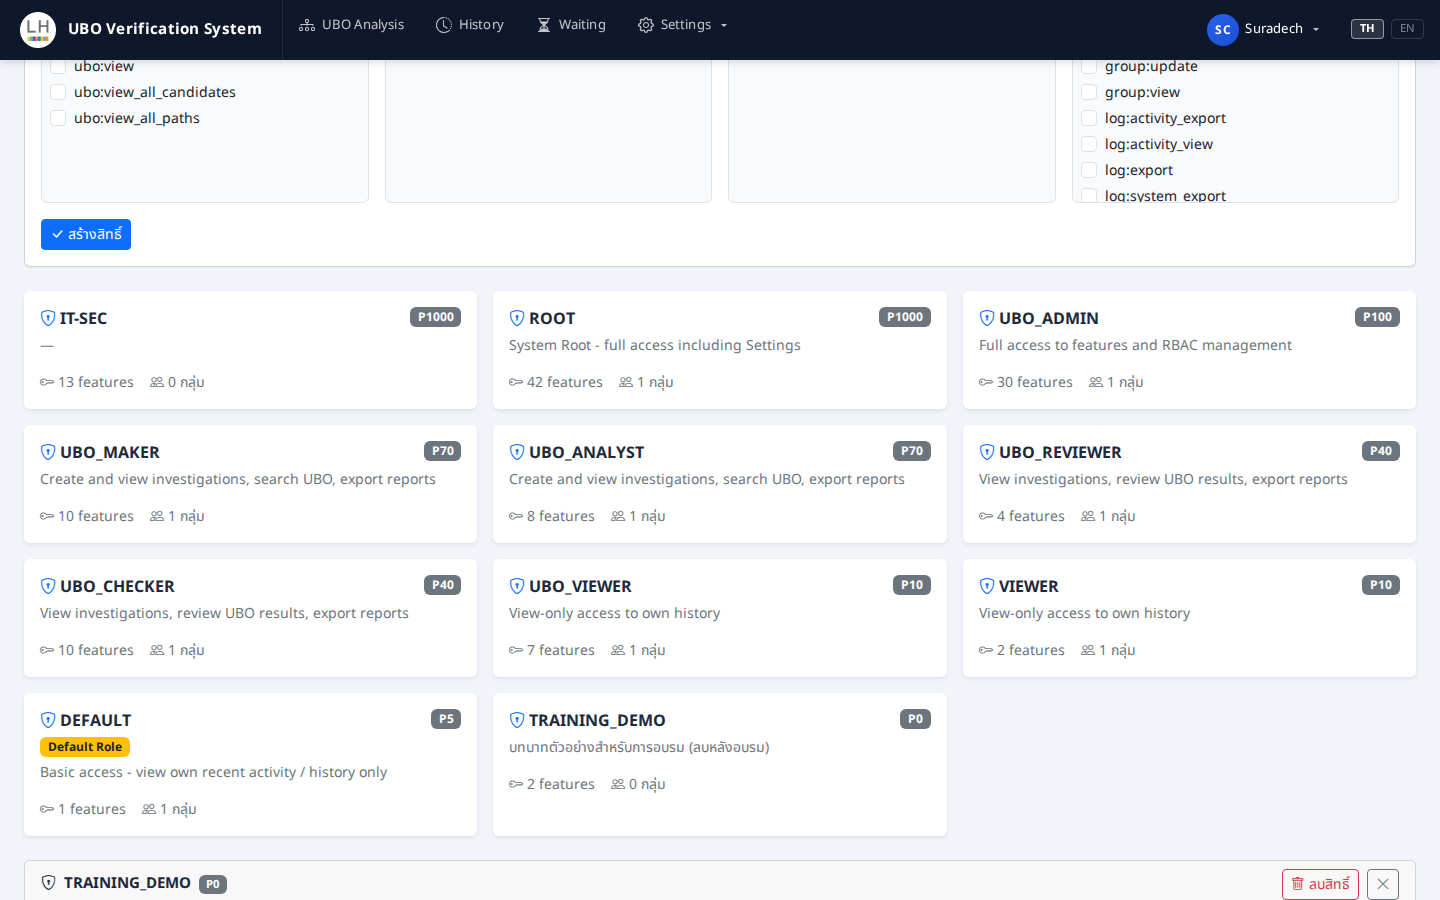 LH UBO Verification System UBO Analysis History Waiting Settings SC Suradech TH EN
ubo:view group:update
ubo:view_all_candidates group:view
ubo:view_all_paths log:activity_export
log:activity_view
log:export
log:system_export
สร้างสิทธิ์
IT-SEC P1000
—
13 features 0 กลุ่ม
ROOT P1000
System Root - full access including Settings
42 features 1 กลุ่ม
UBO_ADMIN P100
Full access to features and RBAC management
30 features 1 กลุ่ม
UBO_MAKER P70
Create and view investigations, search UBO, export reports
10 features 1 กลุ่ม
UBO_ANALYST P70
Create and view investigations, search UBO, export reports
8 features 1 กลุ่ม
UBO_REVIEWER P40
View investigations, review UBO results, export reports
4 features 1 กลุ่ม
UBO_CHECKER P40
View investigations, review UBO results, export reports
10 features 1 กลุ่ม
UBO_VIEWER P10
View-only access to own history
7 features 1 กลุ่ม
VIEWER P10
View-only access to own history
2 features 1 กลุ่ม
DEFAULT P5
Default Role
Basic access - view own recent activity / history only
1 features 1 กลุ่ม
TRAINING_DEMO P0
บทบาทตัวอย่างสำหรับการอบรม (ลบหลังอบรม)
2 features 0 กลุ่ม
TRAINING_DEMO P0 ลบสิทธิ์